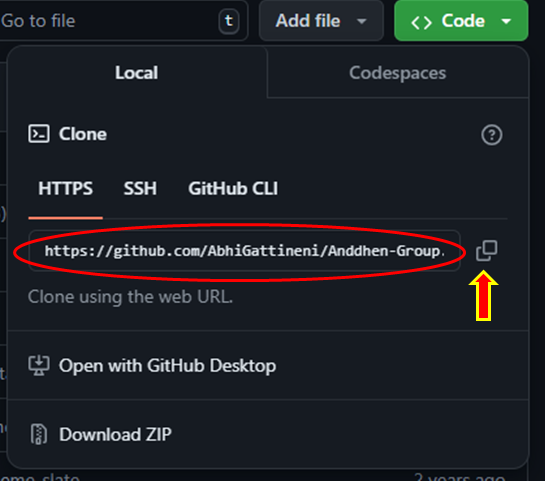 Go to file t Add file Code
Local Codespaces
Clone
HTTPS SSH GitHub CLI
https://github.com/AbhiGattineni/Anddhen-Group.
Clone using the web URL.
Open with GitHub Desktop
Download ZIP
2 years ago